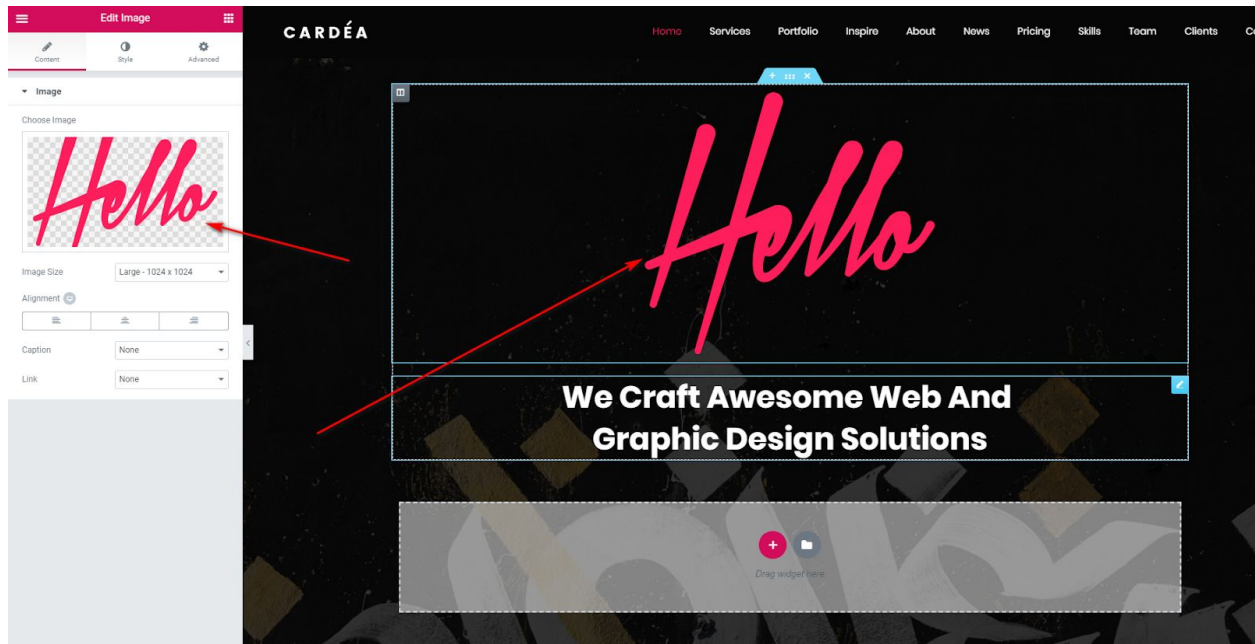 Edit Image
Content Style Advanced
Image
Choose Image
Hello
Image Size Large - 1024 x 1024
Alignment
Caption None
Link None
CARDÉA
Home Services Portfolio Inspire About News Pricing Skills Team Clients
Hello
We Craft Awesome Web And
Graphic Design Solutions
Drag widget here